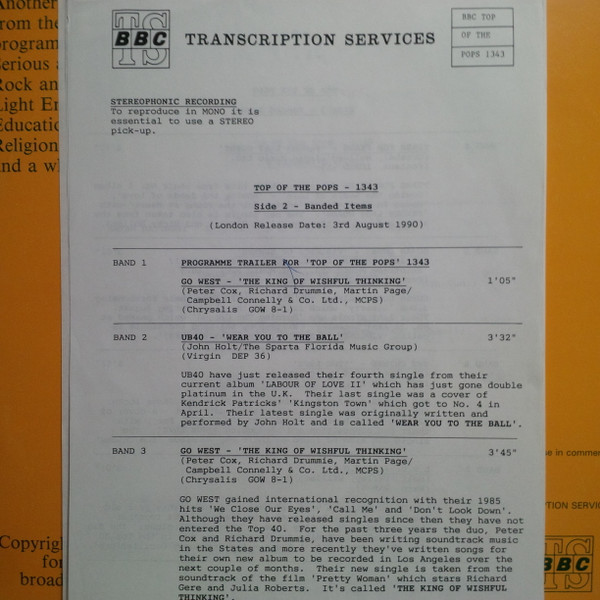 Another
from the
program
Serious a
Rock an
Light En
Educatio
Religion
and a wh
Copyrigh
for
broad
TS
BBC
TRANSCRIPTION SERVICES
BBC TOP
OF THE
POPS 1343
STEREOPHONIC RECORDING
To reproduce in MONO it is
essential to use a STEREO
pick-up.
TOP OF THE POPS - 1343
Side 2 - Banded Items
(London Release Date: 3rd August 1990)
BAND 1 PROGRAMME TRAILER FOR 'TOP OF THE POPS' 1343
GO WEST - 'THE KING OF WISHFUL THINKING' 1'05"
(Peter Cox, Richard Drummie, Martin Page/
Campbell Connelly & Co. Ltd., MCPS)
(Chrysalis GOW 8-1)
BAND 2 UB40 - 'WEAR YOU TO THE BALL' 3'32"
(John Holt/The Sparta Florida Music Group)
(Virgin DEP 36)
UB40 have just released their fourth single from their
current album 'LABOUR OF LOVE II' which has just gone double
platinum in the U.K. Their last single was a cover of
Kendrick Patricks' 'Kingston Town' which got to No. 4 in
April. Their latest single was originally written and
performed by John Holt and is called 'WEAR YOU TO THE BALL'.
BAND 3 GO WEST - 'THE KING OF WISHFUL THINKING' 3'45"
(Peter Cox, Richard Drummie, Martin Page/
Campbell Connelly & Co. Ltd., MCPS)
(Chrysalis GOW 8-1)
GO WEST gained international recognition with their 1985
hits 'We Close Our Eyes', 'Call Me' and 'Don't Look Down'.
Although they have released singles since then they have not
entered the Top 40. For the past three years the duo, Peter
Cox and Richard Drummie, have been writing soundtrack music
in the States and more recently they've written songs for
their own new album to be recorded in Los Angeles over the
next couple of months. Their new single is taken from the
soundtrack of the film 'Pretty Woman' which stars Richard
Gere and Julia Roberts. It's called 'THE KING OF WISHFUL
THINKING'.
e in commer
PTION SERVIC
TS
BBC